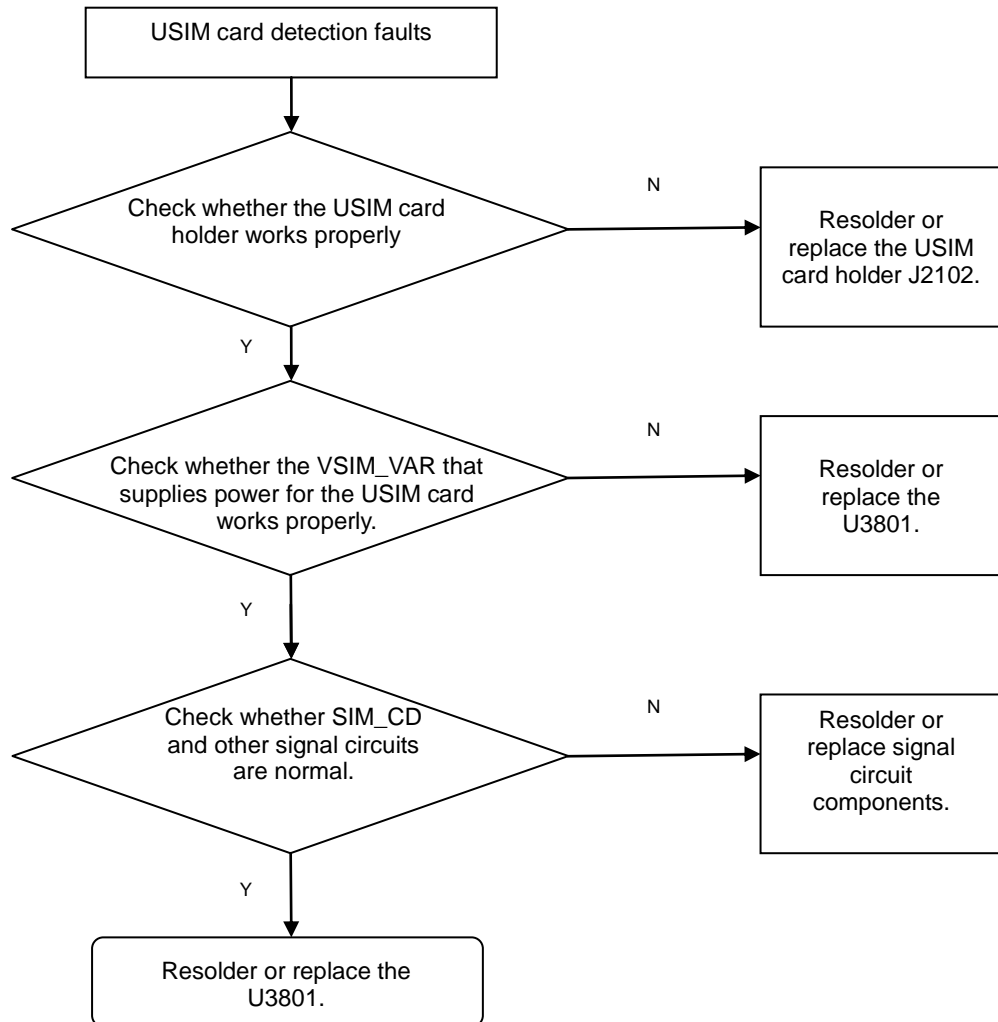 USIM card detection faults
Check whether the USIM card
holder works properly
N
Resolder or
replace the USIM
card holder J2102.
Y
Check whether the VSIM_VAR that
supplies power for the USIM card
works properly.
N
Resolder or
replace the
U3801.
Y
Check whether SIM_CD
and other signal circuits
are normal.
N
Resolder or
replace signal
circuit
components.
Y
Resolder or replace the
U3801.